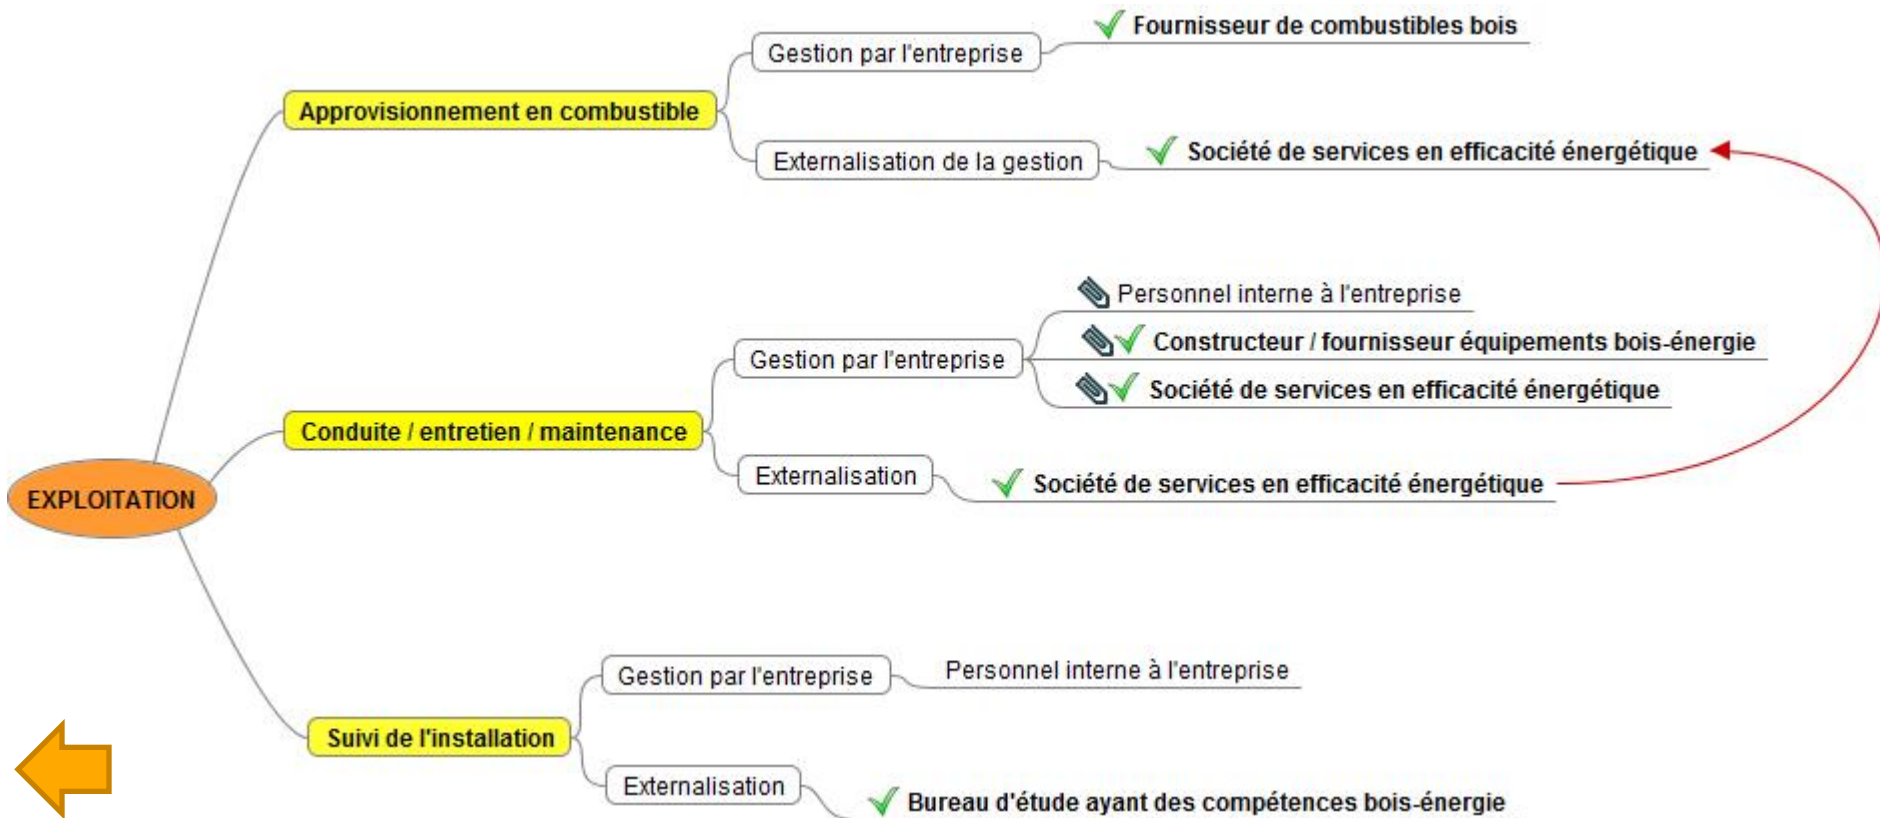 EXPLOITATION
Approvisionnement en combustible
Gestion par l'entreprise
Fournisseur de combustibles bois
Externalisation de la gestion
Société de services en efficacité énergétique
Conduite / entretien / maintenance
Gestion par l'entreprise
Personnel interne à l'entreprise
Constructeur / fournisseur équipements bois-énergie
Société de services en efficacité énergétique
Externalisation
Société de services en efficacité énergétique
Suivi de l'installation
Gestion par l'entreprise
Personnel interne à l'entreprise
Externalisation
Bureau d'étude ayant des compétences bois-énergie